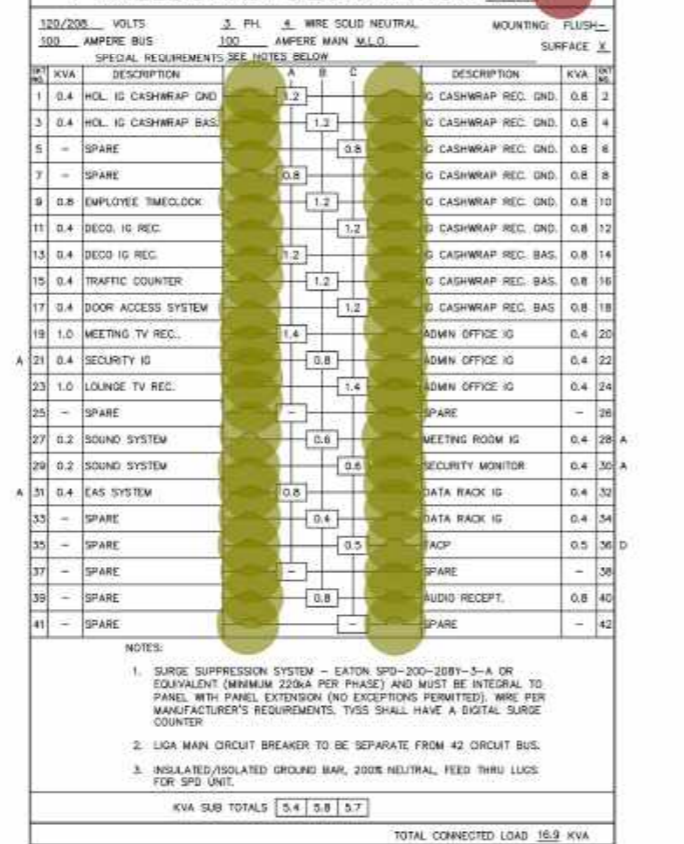 120/208 VOLTS 3 PH. 4 WIRE SOLID NEUTRAL MOUNTING: FLUSH-
100 AMPERE BUS 100 AMPERE MAIN M.L.O. SURFACE X
SPECIAL REQUIREMENTS SEE NOTES BELOW
CKT NO. KVA DESCRIPTION A B C DESCRIPTION KVA CKT NO.
1 0.4 HOL. IG CASHWRAP GND 1.2 IG CASHWRAP REC. GND. 0.8 2
3 0.4 HOL. IG CASHWRAP BAS. 1.2 IG CASHWRAP REC. GND. 0.8 4
5 - SPARE 0.8 IG CASHWRAP REC. GND. 0.8 6
7 - SPARE 0.8 IG CASHWRAP REC. GND. 0.8 8
9 0.8 EMPLOYEE TIMECLOCK 1.2 IG CASHWRAP REC. GND. 0.8 10
11 0.4 DECO. IG REC. 1.2 IG CASHWRAP REC. GND. 0.8 12
13 0.4 DECO IG REC. 1.2 IG CASHWRAP REC. BAS. 0.8 14
15 0.4 TRAFFIC COUNTER 1.2 IG CASHWRAP REC. BAS. 0.8 16
17 0.4 DOOR ACCESS SYSTEM 1.2 IG CASHWRAP REC. BAS 0.8 18
19 1.0 MEETING TV REC.. 1.4 ADMIN OFFICE IG 0.4 20
A 21 0.4 SECURITY IG 0.8 ADMIN OFFICE IG 0.4 22
23 1.0 LOUNGE TV REC. 1.4 ADMIN OFFICE IG 0.4 24
25 - SPARE - SPARE - 26
27 0.2 SOUND SYSTEM 0.6 MEETING ROOM IG 0.4 28 A
29 0.2 SOUND SYSTEM 0.6 SECURITY MONITOR 0.4 30 A
A 31 0.4 EAS SYSTEM 0.8 DATA RACK IG 0.4 32
33 - SPARE 0.4 DATA RACK IG 0.4 34
35 - SPARE 0.5 FACP 0.5 36 D
37 - SPARE - SPARE - 38
39 - SPARE 0.8 AUDIO RECEPT. 0.8 40
41 - SPARE - SPARE - 42
NOTES:
1. SURGE SUPPRESSION SYSTEM - EATON SPD-200-208Y-3-A OR
EQUIVALENT (MINIMUM 220kA PER PHASE) AND MUST BE INTEGRAL TO
PANEL WITH PANEL EXTENSION (NO EXCEPTIONS PERMITTED). WIRE PER
MANUFACTURER'S REQUIREMENTS. TVSS SHALL HAVE A DIGITAL SURGE
COUNTER
2. LIGA MAIN CIRCUIT BREAKER TO BE SEPARATE FROM 42 CIRCUIT BUS.
3. INSULATED/ISOLATED GROUND BAR, 200% NEUTRAL, FEED THRU LUGS
FOR SPD UNIT.
KVA SUB TOTALS 5.4 5.8 5.7
TOTAL CONNECTED LOAD 16.9 KVA